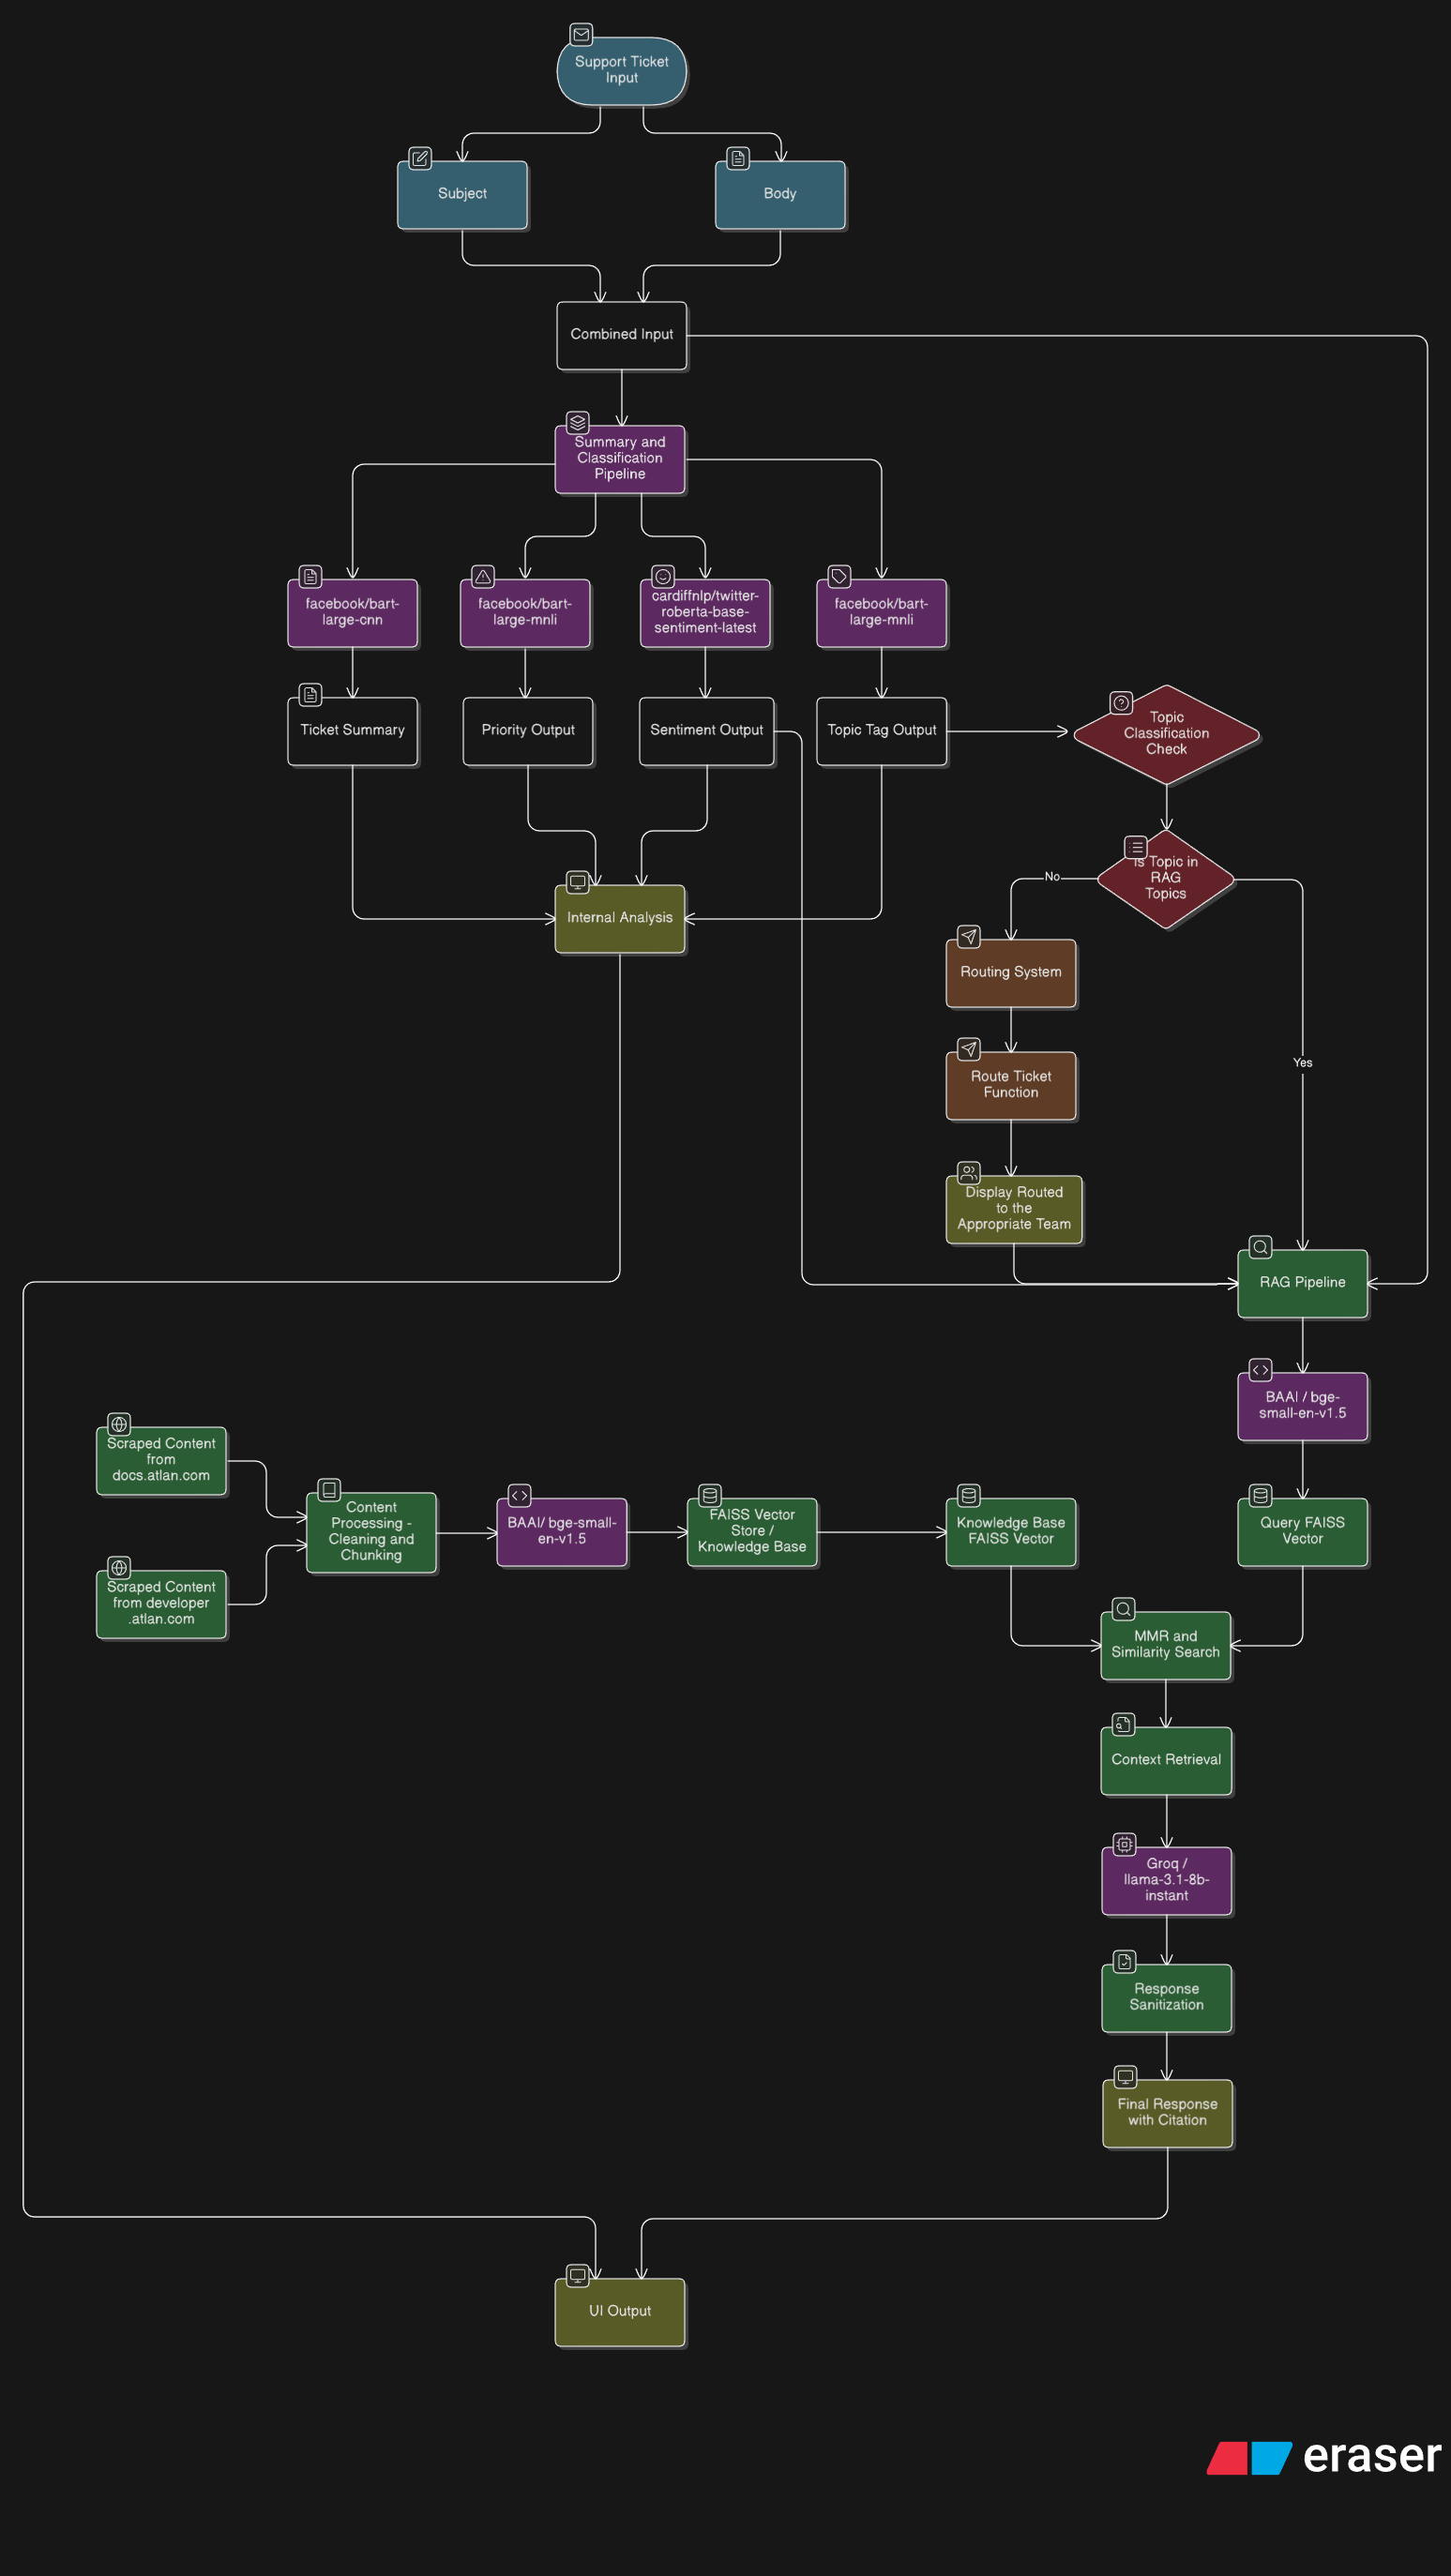 Support Ticket
Input
Subject
Body
Combined Input
Summary and
Classification
Pipeline
facebook/bart-
large-cnn
facebook/bart-
large-mnli
cardiffnlp/twitter-
roberta-base-
sentiment-latest
facebook/bart-
large-mnli
Ticket Summary
Priority Output
Sentiment Output
Topic Tag Output
Topic
Classification
Check
Is Topic in
RAG
Topics
No
Internal Analysis
Routing System
Yes
Route Ticket
Function
Display Routed
to the
Appropriate Team
RAG Pipeline
BAAI / bge-
small-en-v1.5
Scraped Content
from
docs.atlan.com
Content
Processing -
Cleaning and
Chunking
BAAI/ bge-small-
en-v1.5
FAISS Vector
Store /
Knowledge Base
Knowledge Base
FAISS Vector
Query FAISS
Vector
Scraped Content
from developer
.atlan.com
MMR and
Similarity Search
Context Retrieval
Groq /
llama-3.1-8b-
instant
Response
Sanitization
Final Response
with Citation
UI Output
eraser